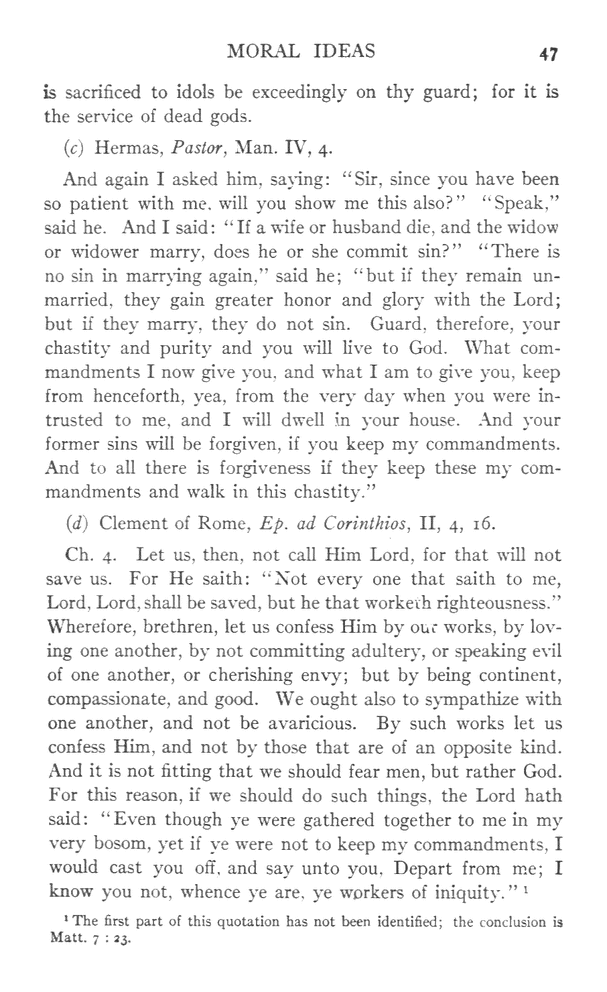 MORAL IDEAS 47
is sacrificed to idols be exceedingly on thy guard; for it is
the service of dead gods.
(c) Hermas, Pastor, Man. IV, 4.
And again I asked him, saying: “Sir, since you have been
so patient with me, will you show me this also?” “Speak,”
said he. And I said: “If a wife or husband die, and the widow
or widower marry, does he or she commit sin?” “There is
no sin in marrying again,” said he; “but if they remain un-
married, they gain greater honor and glory with the Lord;
but if they marry, they do not sin. Guard, therefore, your
chastity and purity and you will live to God. What com-
mandments I now give you, and what I am to give you, keep
from henceforth, yea, from the very day when you were in-
trusted to me, and I will dwell in your house. And your
former sins will be forgiven, if you keep my commandments.
And to all there is forgiveness if they keep these my com-
mandments and walk in this chastity.”
(d) Clement of Rome, Ep. ad Corinthios, II, 4, 16.
Ch. 4. Let us, then, not call Him Lord, for that will not
save us. For He saith: “Not every one that saith to me,
Lord, Lord, shall be saved, but he that worketh righteousness.”
Wherefore, brethren, let us confess Him by our works, by lov-
ing one another, by not committing adultery, or speaking evil
of one another, or cherishing envy; but by being continent,
compassionate, and good. We ought also to sympathize with
one another, and not be avaricious. By such works let us
confess Him, and not by those that are of an opposite kind.
And it is not fitting that we should fear men, but rather God.
For this reason, if we should do such things, the Lord hath
said: “Even though ye were gathered together to me in my
very bosom, yet if ye were not to keep my commandments, I
would cast you off, and say unto you, Depart from me; I
know you not, whence ye are, ye workers of iniquity.” ¹
¹ The first part of this quotation has not been identified; the conclusion is
Matt. 7 : 23.